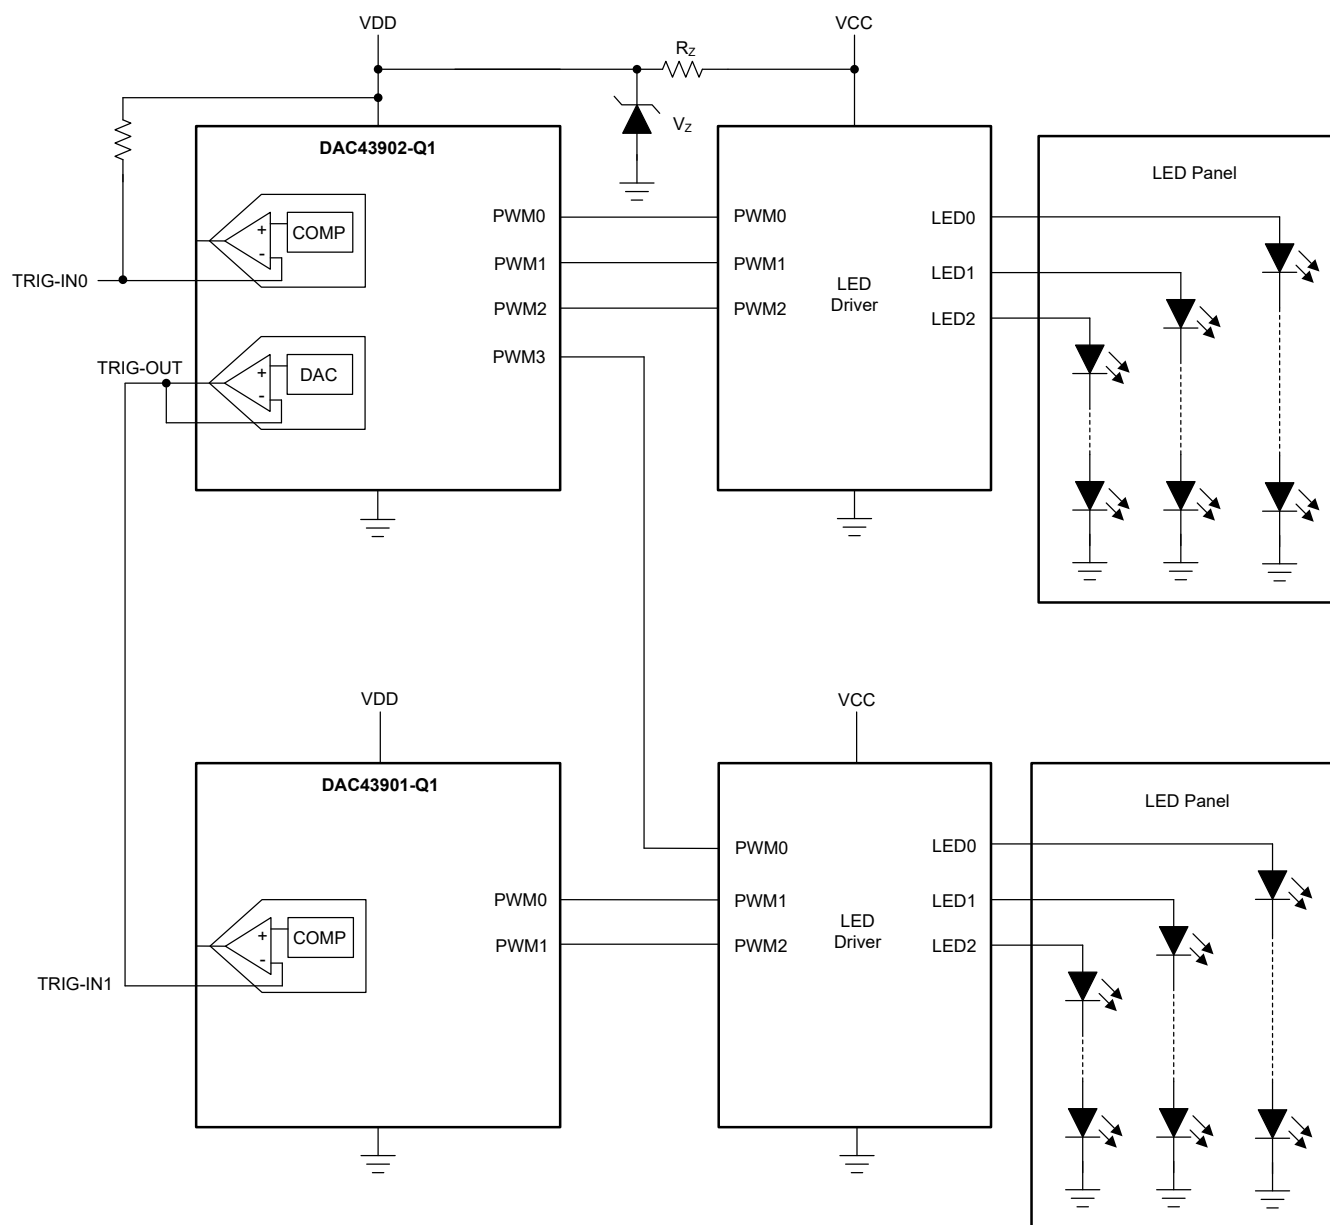 VDD
VCC
RZ
VZ
DAC43902-Q1
LED Panel
COMP
+
-
PWM0
PWM0
LED0
PWM1
PWM1
LED1
TRIG-IN0
LED
Driver
PWM2
PWM2
LED2
PWM3
TRIG-OUT
DAC
+
-
VDD
VCC
DAC43901-Q1
LED Panel
PWM0
LED0
PWM0
PWM1
LED1
COMP
+
-
LED
Driver
PWM1
PWM2
LED2
TRIG-IN1